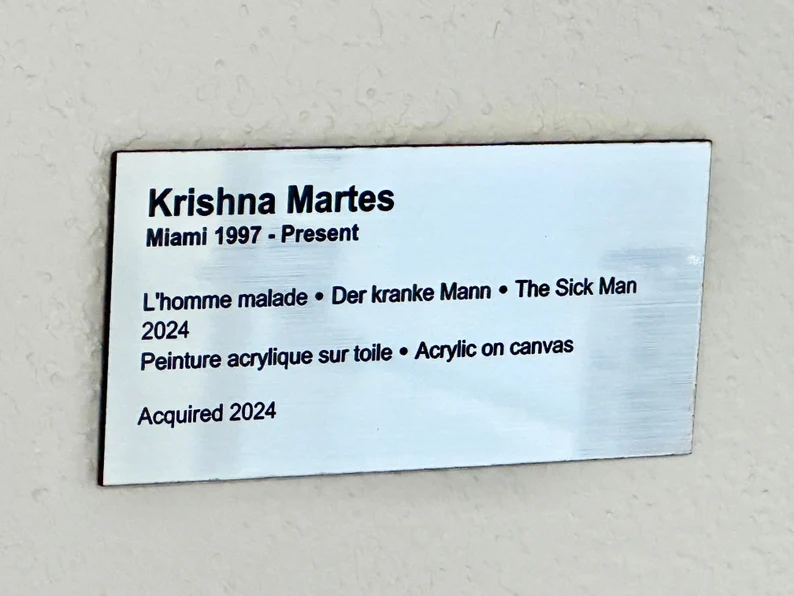 Krishna Martes
Miami 1997 - Present
L'homme malade • Der kranke Mann • The Sick Man
2024
Peinture acrylique sur toile • Acrylic on canvas
Acquired 2024